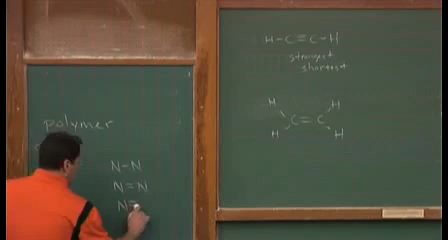 polymer
N-N
N=N
N≡
H-C≡C-H
strongest
shortest
H H
C=C
H H